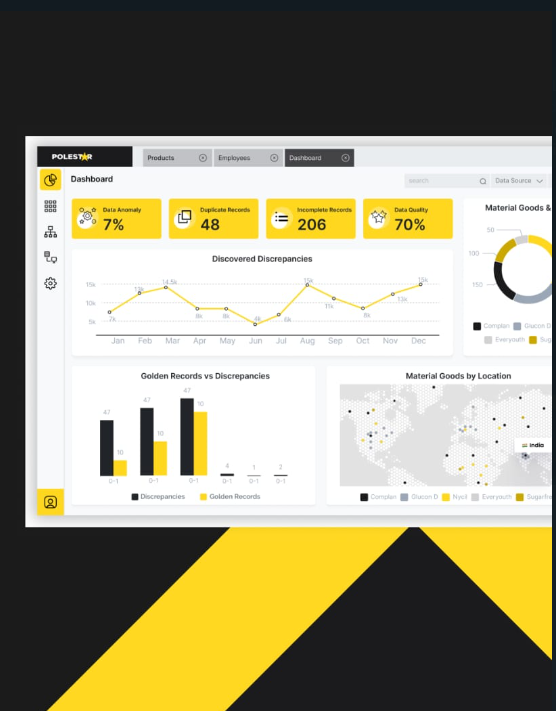 POLESTAR
Products
Employees
Dashboard
Dashboard
search
Data Source
Data Anomaly
7%
Duplicate Records
48
Incomplete Records
206
Data Quality
70%
Material Goods &
50
100
150
Complan
Glucon D
Everyouth
Sug
Discovered Discrepancies
15k
10k
5k
7k
14.5k
8k
8k
4k
6k
15k
11k
8k
13k
15k
Jan Feb Mar Apr May Jun Jul Aug Sep Oct Nov Dec
Golden Records vs Discrepancies
47
10
47
10
47
10
4
1
2
0-1 0-1 0-1 0-1 0-1 0-1
Discrepancies
Golden Records
Material Goods by Location
india
Complan
Glucon D
Nycil
Everyouth
Sugarfre